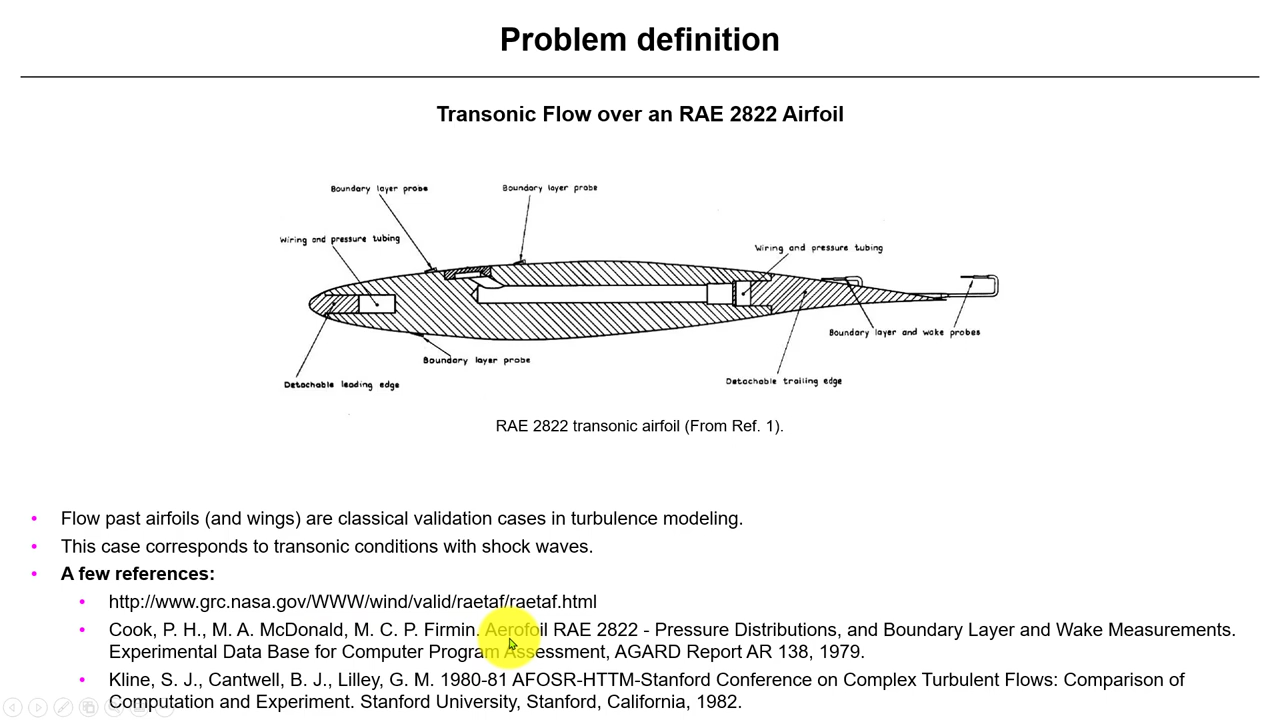 Problem definition
Transonic Flow over an RAE 2822 Airfoil
Boundary layer probe
Boundary layer probe
Wiring and pressure tubing
Wiring and pressure tubing
Boundary layer and wake probes
Boundary layer probe
Detachable leading edge
Detachable trailing edge
RAE 2822 transonic airfoil (From Ref. 1).
• Flow past airfoils (and wings) are classical validation cases in turbulence modeling.
• This case corresponds to transonic conditions with shock waves.
• A few references:
• http://www.grc.nasa.gov/WWW/wind/valid/raetaf/raetaf.html
• Cook, P. H., M. A. McDonald, M. C. P. Firmin. Aerofoil RAE 2822 - Pressure Distributions, and Boundary Layer and Wake Measurements.
Experimental Data Base for Computer Program Assessment, AGARD Report AR 138, 1979.
• Kline, S. J., Cantwell, B. J., Lilley, G. M. 1980-81 AFOSR-HTTM-Stanford Conference on Complex Turbulent Flows: Comparison of
Computation and Experiment. Stanford University, Stanford, California, 1982.